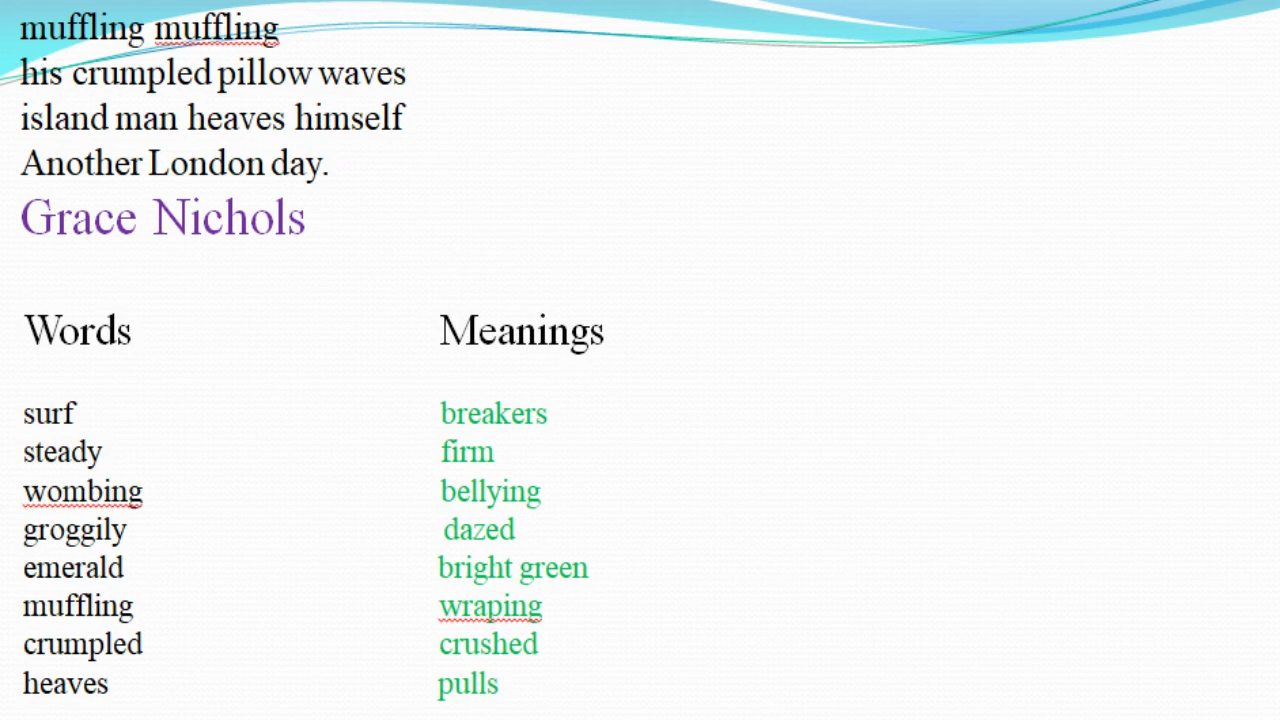 muffling muffling
his crumpled pillow waves
island man heaves himself
Another London day.
Grace Nichols
Words Meanings
surf breakers
steady firm
wombing bellying
groggily dazed
emerald bright green
muffling wraping
crumpled crushed
heaves pulls